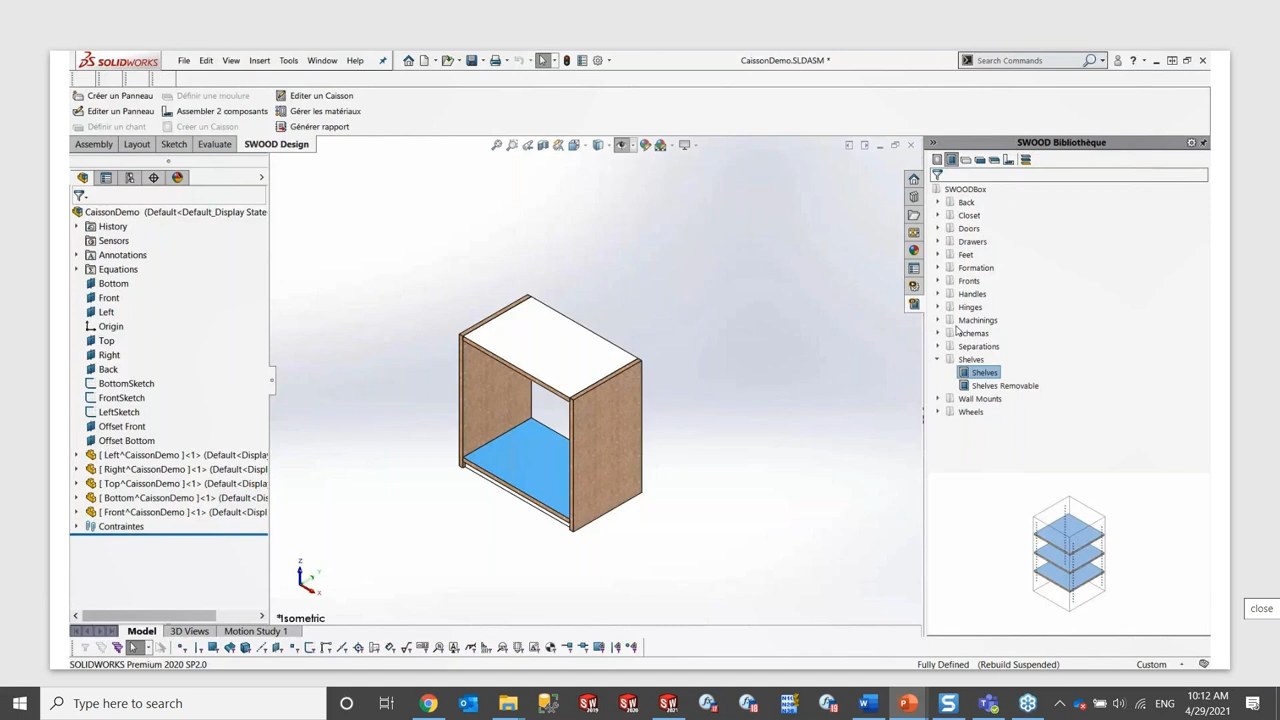 SOLIDWORKS File Edit View Insert Tools Window Help CaissonDemo.SLDASM * Search Commands
Créer un Panneau Définir une moulure Editer un Caisson
Editer un Panneau Assembler 2 composants Gérer les matériaux
Définir un chant Créer un Caisson Générer rapport
Assembly Layout Sketch Evaluate SWOOD Design
CaissonDemo (Default<Default_Display State
History
Sensors
Annotations
Equations
Bottom
Front
Left
Origin
Top
Right
Back
BottomSketch
FrontSketch
LeftSketch
Offset Front
Offset Bottom
[ Left^CaissonDemo ]<1> (Default<Displ
[ Right^CaissonDemo ]<1> (Default<Disp
[ Top^CaissonDemo ]<1> (Default<Displ
[ Bottom^CaissonDemo ]<1> (Default<Di
[ Front^CaissonDemo ]<1> (Default<Disp
Contraintes
Z
Y
X
*Isometric
SWOOD Bibliothèque
SWOODBox
Back
Closet
Doors
Drawers
Feet
Formation
Fronts
Handles
Hinges
Machinings
Schemas
Separations
Shelves
Shelves
Shelves Removable
Wall Mounts
Wheels
close
Model 3D Views Motion Study 1
SOLIDWORKS Premium 2020 SP2.0 Fully Defined (Rebuild Suspended) Custom
Type here to search ENG 10:12 AM
4/29/2021